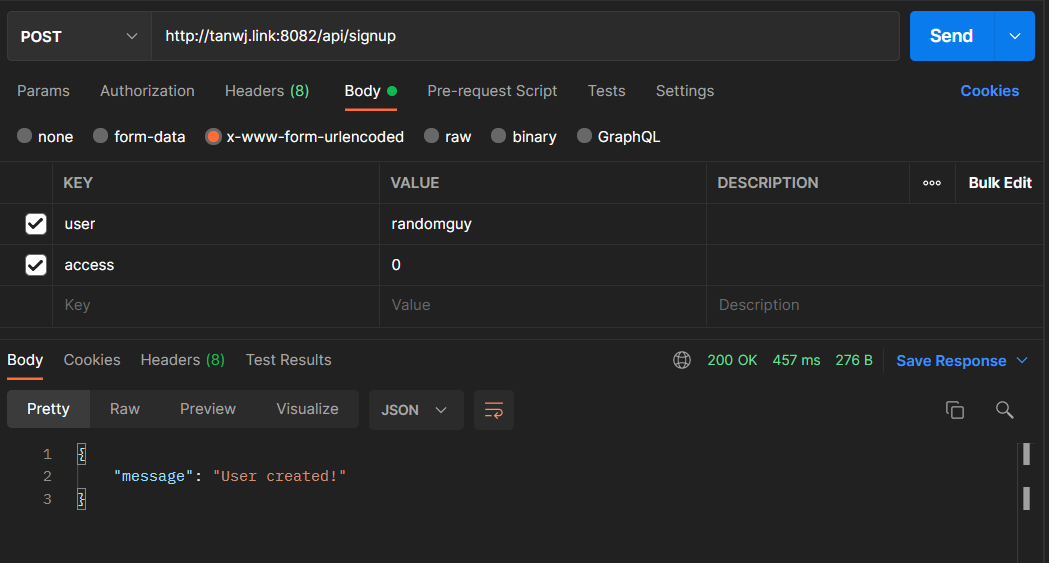 POST http://tanwj.link:8082/api/signup Send
Params Authorization Headers (8) Body Pre-request Script Tests Settings Cookies
none form-data x-www-form-urlencoded raw binary GraphQL
KEY VALUE DESCRIPTION Bulk Edit
user randomguy
access 0
Key Value Description
Body Cookies Headers (8) Test Results 200 OK 457 ms 276 B Save Response
Pretty Raw Preview Visualize JSON
1 {
2 "message": "User created!"
3 }